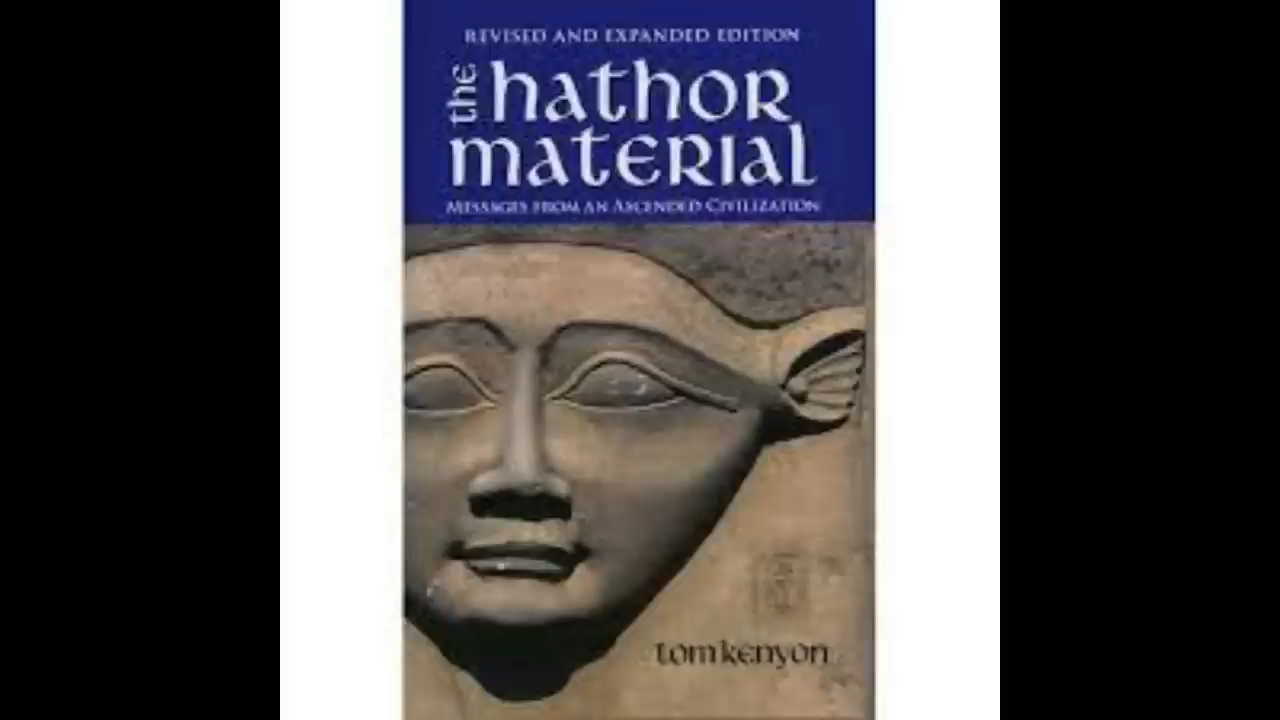 REVISED AND EXPANDED EDITION
the hathor
material
MESSAGES FROM AN ASCENDED CIVILIZATION
tom kenyon